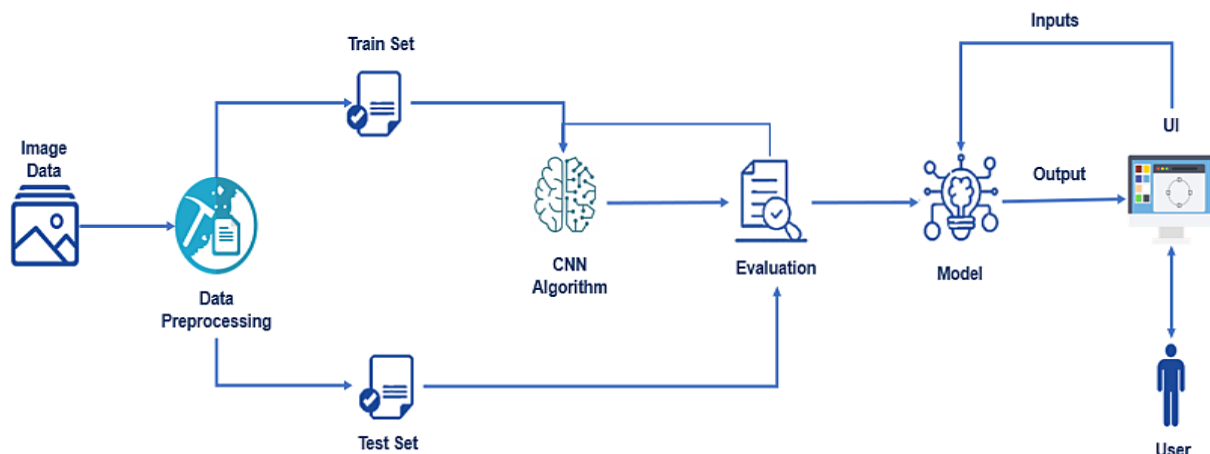 Train Set
Inputs
UI
Image
Data
Output
CNN
Algorithm
Evaluation
Model
Data
Preprocessing
Test Set
User